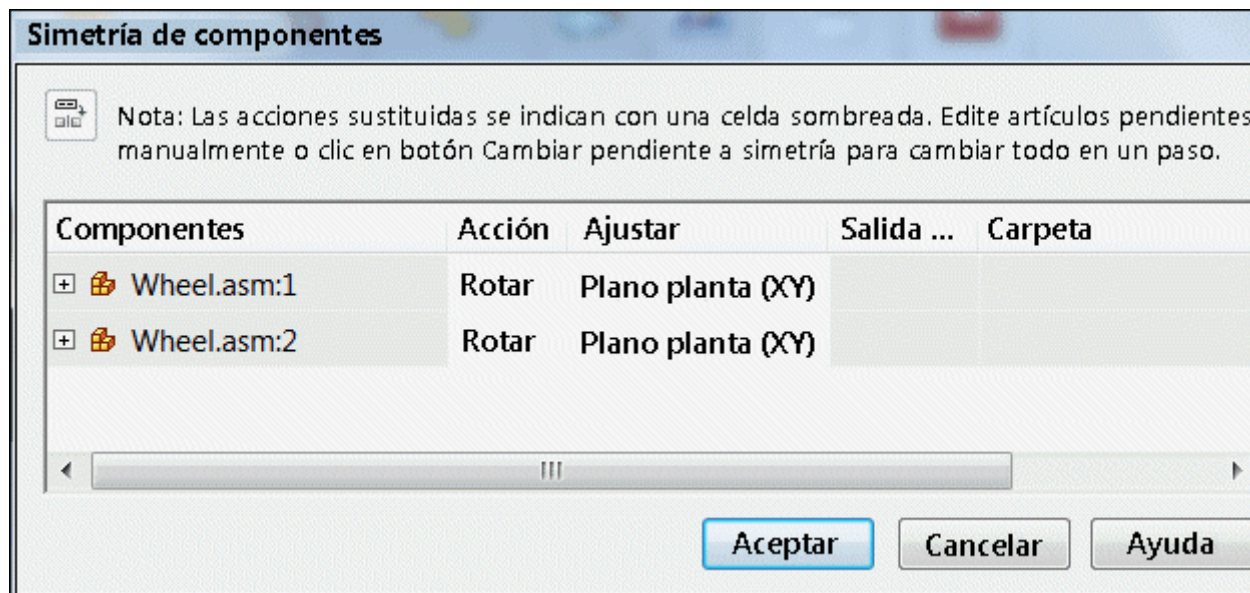 Simetría de componentes
Nota: Las acciones sustituidas se indican con una celda sombreada. Edite artículos pendientes
manualmente o clic en botón Cambiar pendiente a simetría para cambiar todo en un paso.
Componentes Acción Ajustar Salida ... Carpeta
Wheel.asm:1 Rotar Plano planta (XY)
Wheel.asm:2 Rotar Plano planta (XY)
Aceptar Cancelar Ayuda